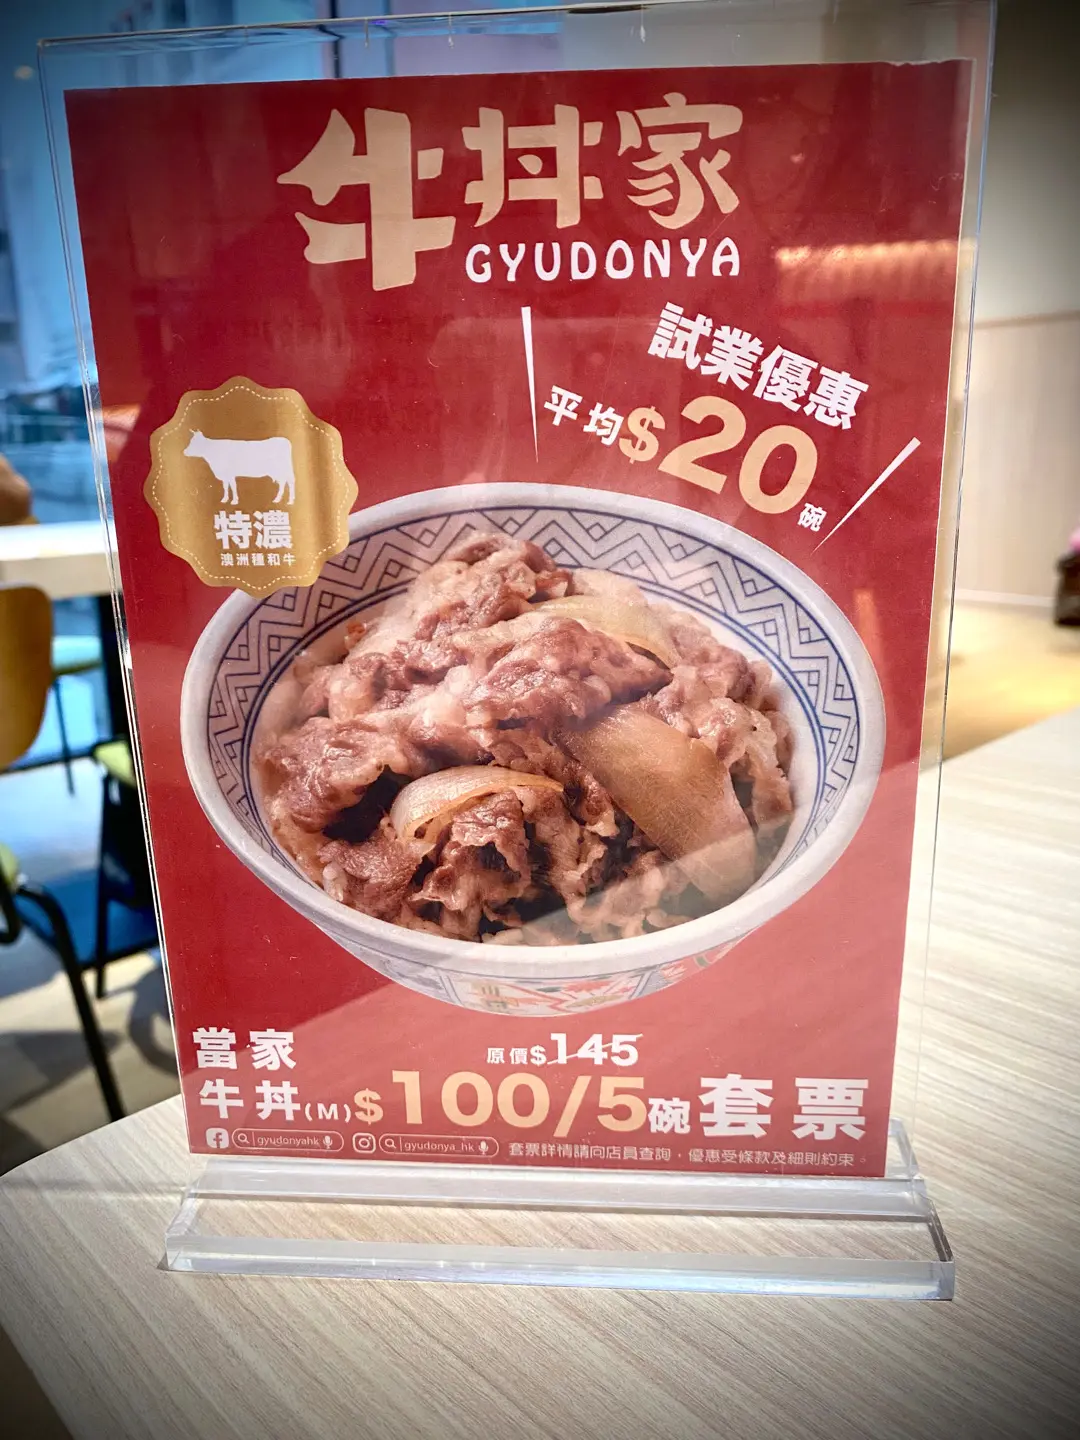 牛丼家
GYUDONYA
試業優惠
平均$20碗
特濃
澳洲種和牛
當家
牛丼(M)
原價$145
$100/5碗套票
gyudonyahk
gyudonya_hk
套票詳情請向店員查詢，優惠受條款及細則約束。